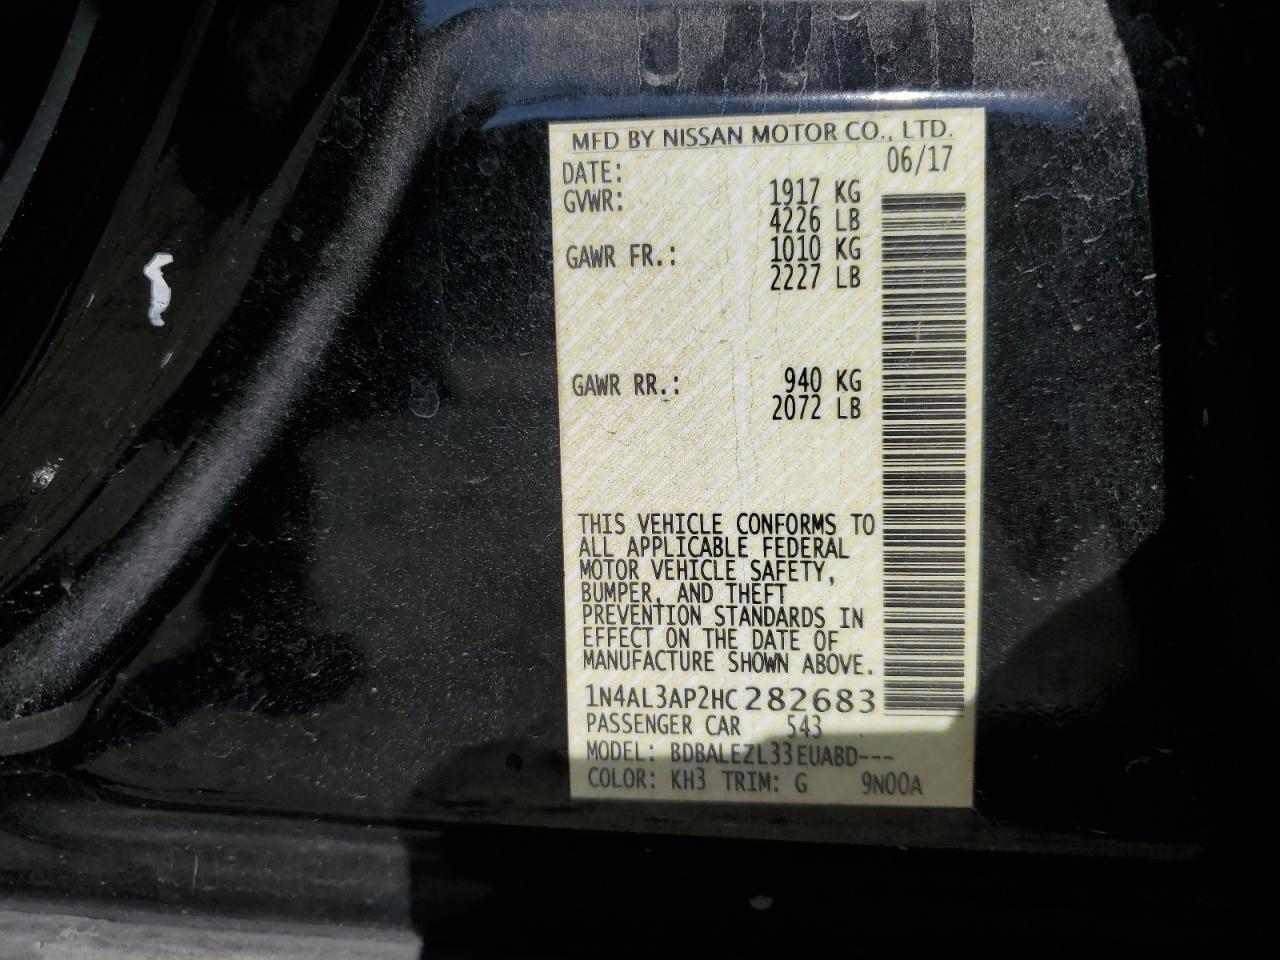 MFD BY NISSAN MOTOR CO., LTD.
DATE: 06/17
GVWR: 1917 KG
4226 LB
GAWR FR.: 1010 KG
2227 LB
GAWR RR.: 940 KG
2072 LB
THIS VEHICLE CONFORMS TO
ALL APPLICABLE FEDERAL
MOTOR VEHICLE SAFETY,
BUMPER, AND THEFT
PREVENTION STANDARDS IN
EFFECT ON THE DATE OF
MANUFACTURE SHOWN ABOVE.
1N4AL3AP2HC282683
PASSENGER CAR 543
MODEL: BDBALEZL33EUABD---
COLOR: KH3 TRIM: G 9N00A